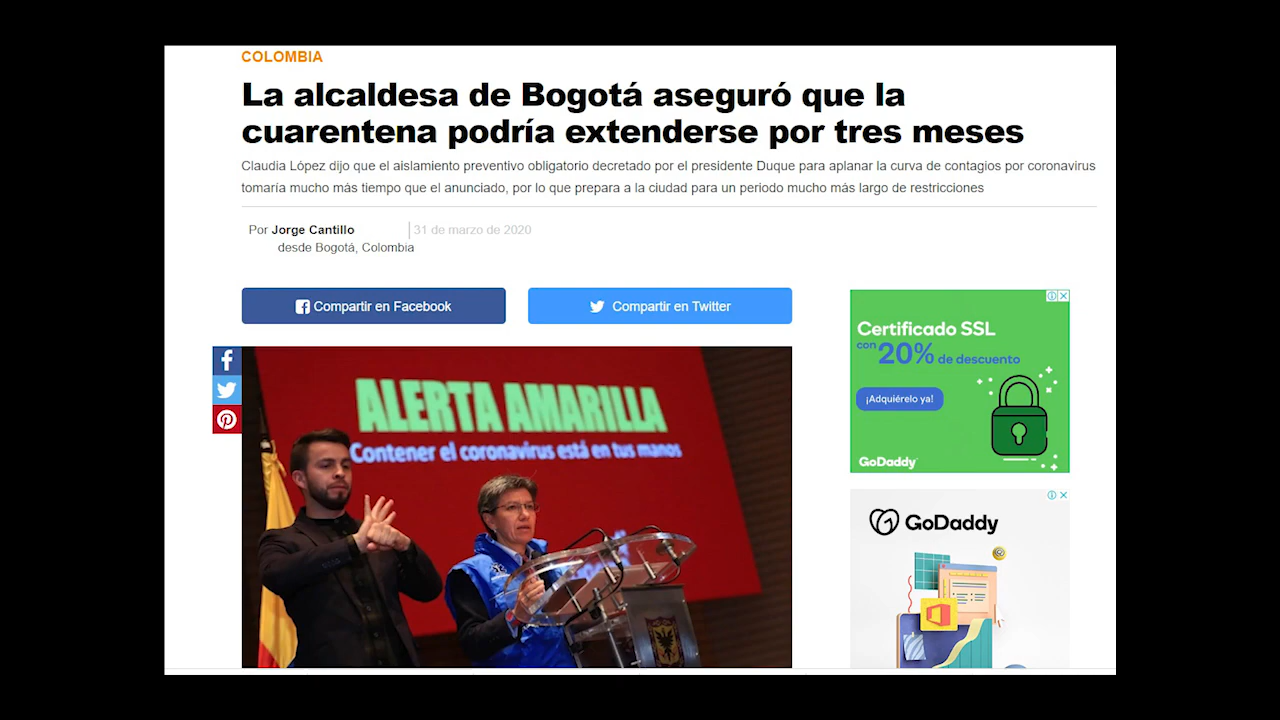 COLOMBIA
La alcaldesa de Bogotá aseguró que la
cuarentena podría extenderse por tres meses
Claudia López dijo que el aislamiento preventivo obligatorio decretado por el presidente Duque para aplanar la curva de contagios por coronavirus
tomaría mucho más tiempo que el anunciado, por lo que prepara a la ciudad para un periodo mucho más largo de restricciones
Por Jorge Cantillo
31 de marzo de 2020
desde Bogotá, Colombia
Compartir en Facebook
Compartir en Twitter
ALERTA AMARILLA
Contener el coronavirus está en tus manos
Certificado SSL
con 20% de descuento
¡Adquiérelo ya!
GoDaddy
GoDaddy